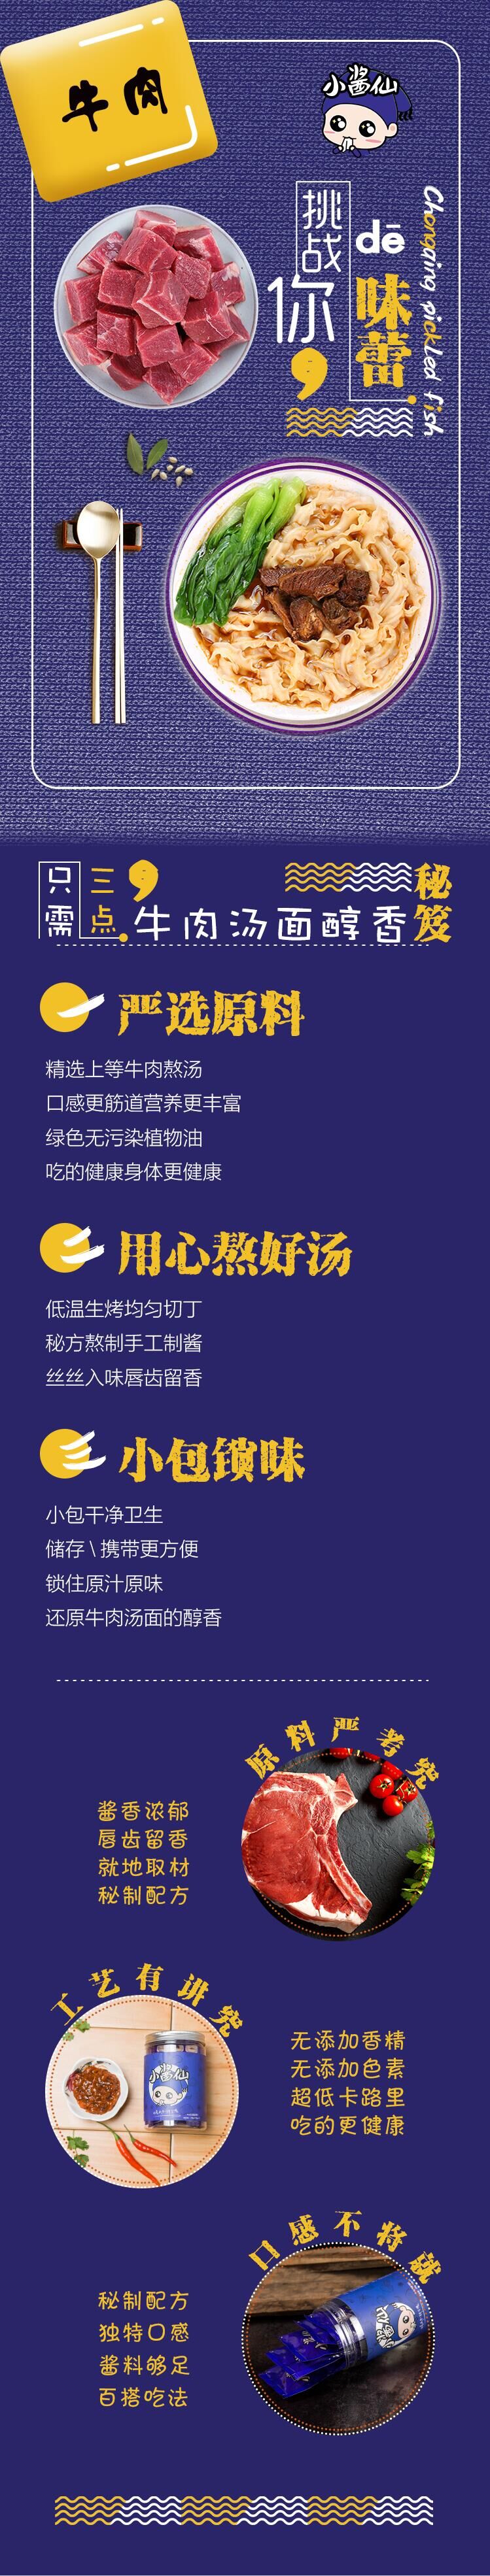 牛肉
小酱仙
挑战
dē
你，
味蕾
Chongqing pickLed fish
只需
三点，
牛肉汤面醇香
秘笈
严选原料
精选上等牛肉熬汤
口感更筋道营养更丰富
绿色无污染植物油
吃的健康身体更健康
用心熬好汤
低温生烤均匀切丁
秘方熬制手工制酱
丝丝入味唇齿留香
小包锁味
小包干净卫生
储存 \ 携带更方便
锁住原汁原味
还原牛肉汤面的醇香
原料严考究
酱香浓郁
唇齿留香
就地取材
秘制配方
工艺有讲究
小酱仙
无添加香精
无添加色素
超低卡路里
吃的更健康
口感不将就
秘制配方
独特口感
酱料够足
百搭吃法